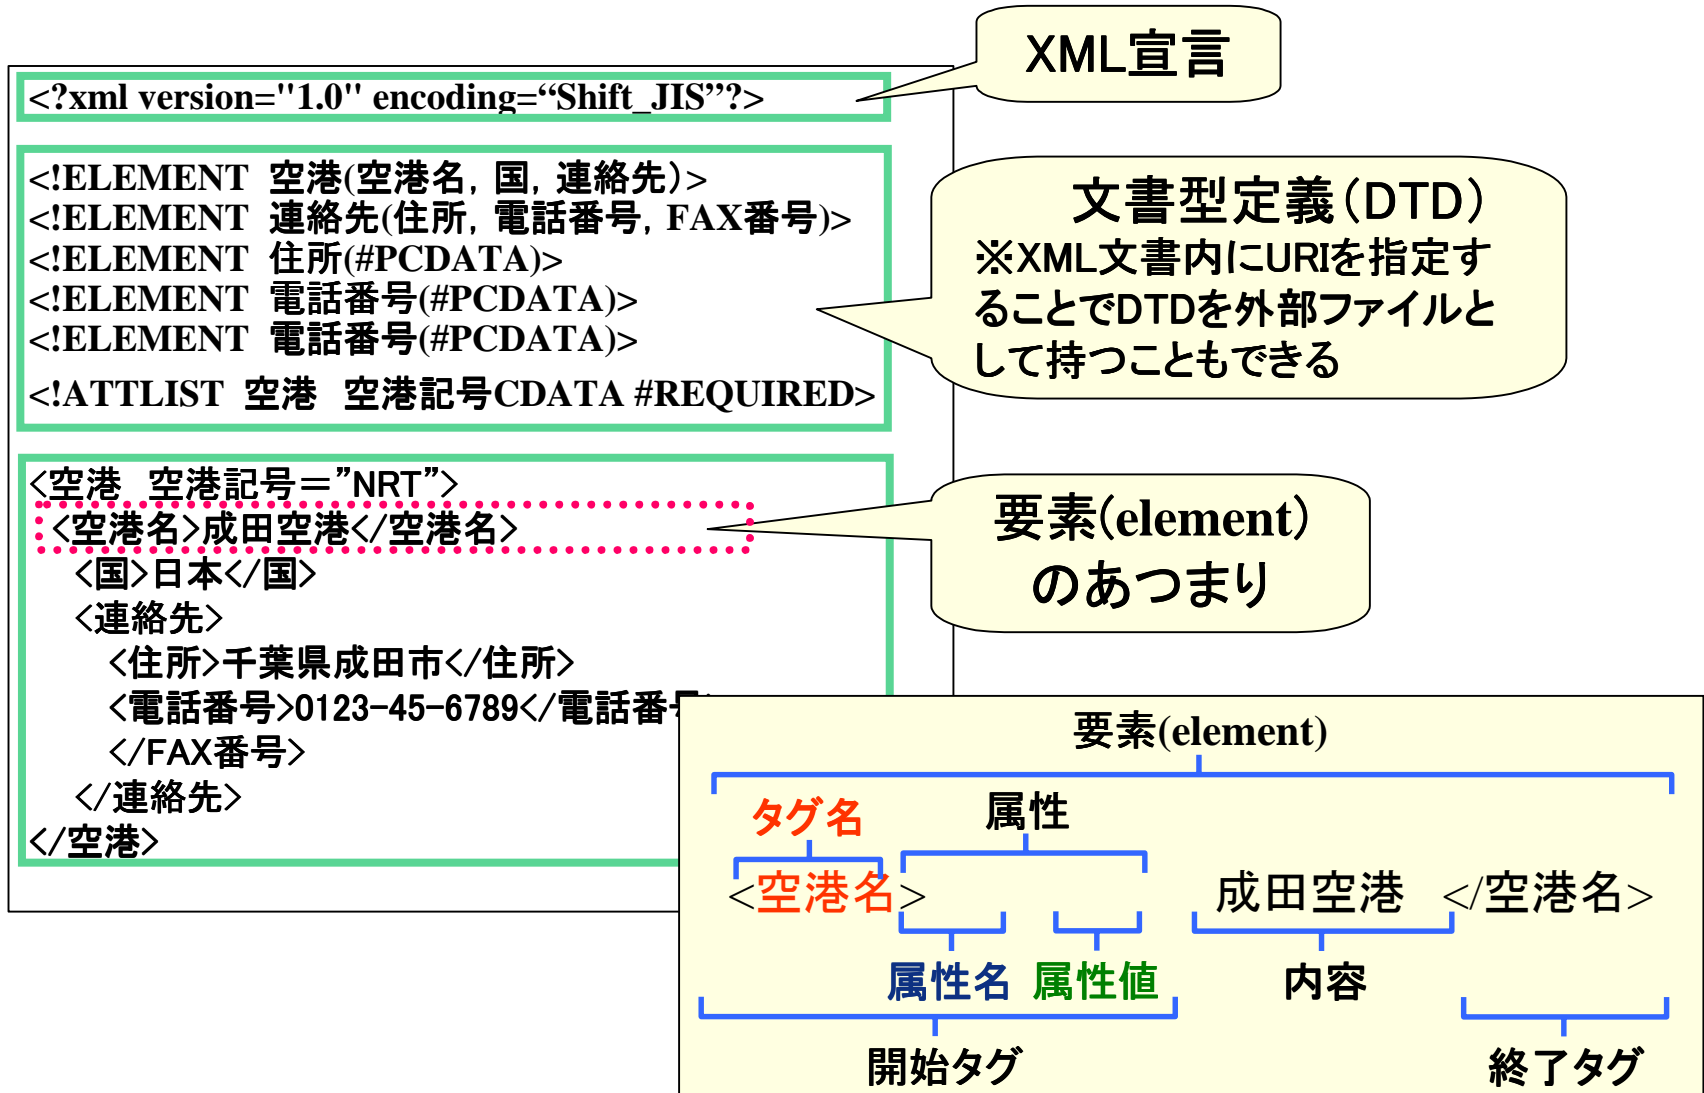 XML宣言
<?xml version="1.0" encoding=“Shift_JIS”?>
<!ELEMENT 空港(空港名, 国, 連絡先)>
<!ELEMENT 連絡先(住所, 電話番号, FAX番号)>
<!ELEMENT 住所(#PCDATA)>
<!ELEMENT 電話番号(#PCDATA)>
<!ELEMENT 電話番号(#PCDATA)>
<!ATTLIST 空港　空港記号CDATA #REQUIRED>
文書型定義(DTD)
※XML文書内にURIを指定す
ることでDTDを外部ファイルと
して持つこともできる
<空港　空港記号=”NRT”>
<空港名>成田空港</空港名>
<国>日本</国>
<連絡先>
<住所>千葉県成田市</住所>
<電話番号>0123-45-6789</電話番号>
</FAX番号>
</連絡先>
</空港>
要素(element)
のあつまり
要素(element)
タグ名 属性
<空港名> 成田空港 </空港名>
属性名 属性値 内容
開始タグ 終了タグ